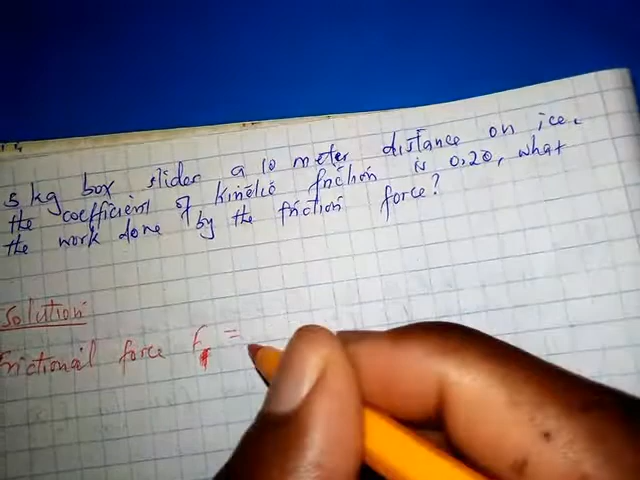 5 kg box slides a 10 meter distance on ice.
the coefficient of kinetic friction is 0.20, what
the work done by the friction force?
Solution
Frictional force Ff =